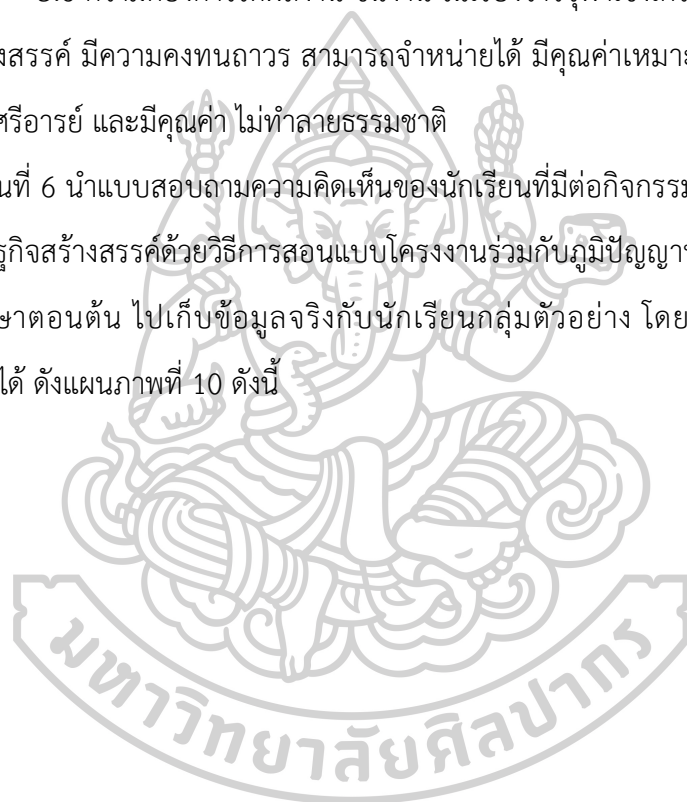 งสรรค์ มีความคงทนถาวร สามารถจำหน่ายได้ มีคุณค่าเหมาะ
ศรีอารย์ และมีคุณค่า ไม่ทำลายธรรมชาติ
นที่ 6 นำแบบสอบถามความคิดเห็นของนักเรียนที่มีต่อกิจกรรม
ฐกิจสร้างสรรค์ด้วยวิธีการสอนแบบโครงงานร่วมกับภูมิปัญญา
ษาตอนต้น ไปเก็บข้อมูลจริงกับนักเรียนกลุ่มตัวอย่าง โดย
ได้ ดังแผนภาพที่ 10 ดังนี้
มหาวิทยาลัยศิลปากร